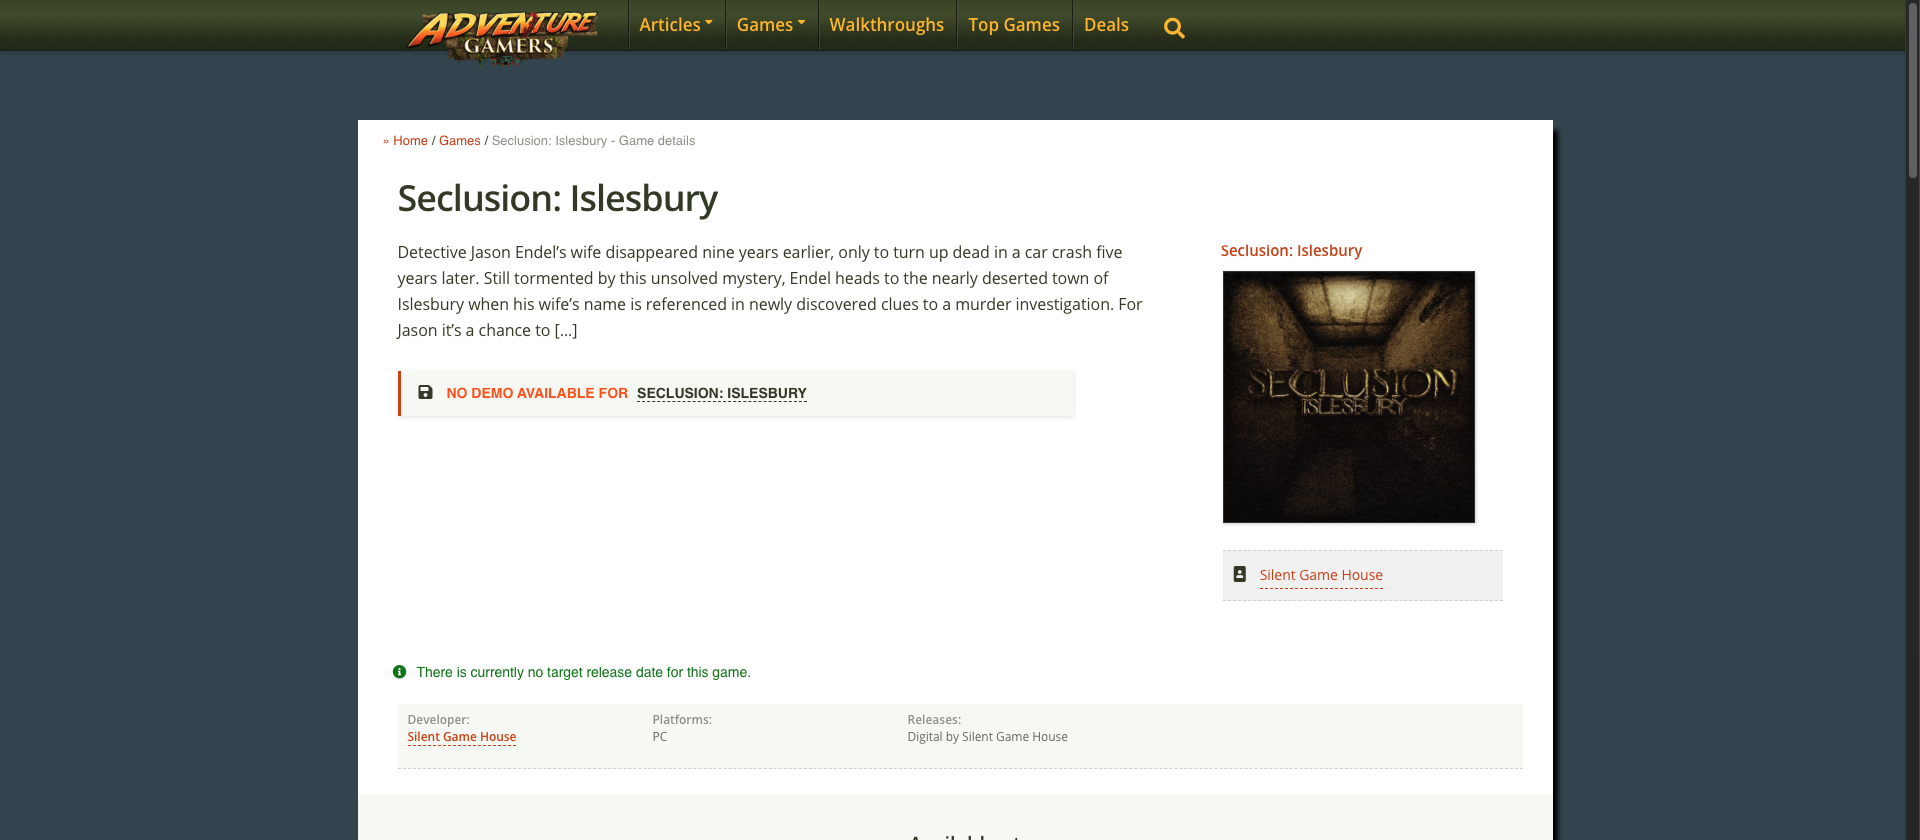 ADVENTURE
GAMERS
Articles
Games
Walkthroughs
Top Games
Deals
» Home / Games / Seclusion: Islesbury - Game details
Seclusion: Islesbury
Detective Jason Endel’s wife disappeared nine years earlier, only to turn up dead in a car crash five
years later. Still tormented by this unsolved mystery, Endel heads to the nearly deserted town of
Islesbury when his wife’s name is referenced in newly discovered clues to a murder investigation. For
Jason it’s a chance to [...]
NO DEMO AVAILABLE FOR SECLUSION: ISLESBURY
Seclusion: Islesbury
SECLUSION
ISLESBURY
Silent Game House
There is currently no target release date for this game.
Developer:
Silent Game House
Platforms:
PC
Releases:
Digital by Silent Game House